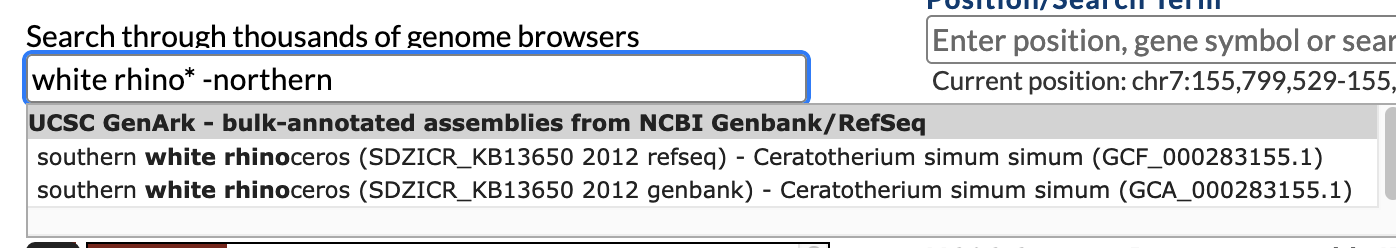 Position/Search Term
Search through thousands of genome browsers
Enter position, gene symbol or sear
white rhino* -northern
Current position: chr7:155,799,529-155,
UCSC GenArk - bulk-annotated assemblies from NCBI Genbank/RefSeq
southern white rhinoceros (SDZICR_KB13650 2012 refseq) - Ceratotherium simum simum (GCF_000283155.1)
southern white rhinoceros (SDZICR_KB13650 2012 genbank) - Ceratotherium simum simum (GCA_000283155.1)